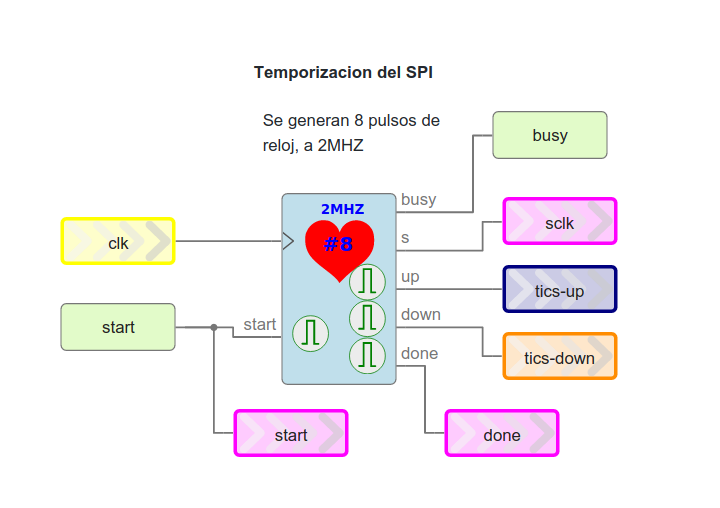 Temporizacion del SPI
Se generan 8 pulsos de
reloj, a 2MHZ
busy
busy
2MHZ
sclk
clk
#8
s
up
tics-up
start
start
down
done
tics-down
start
done